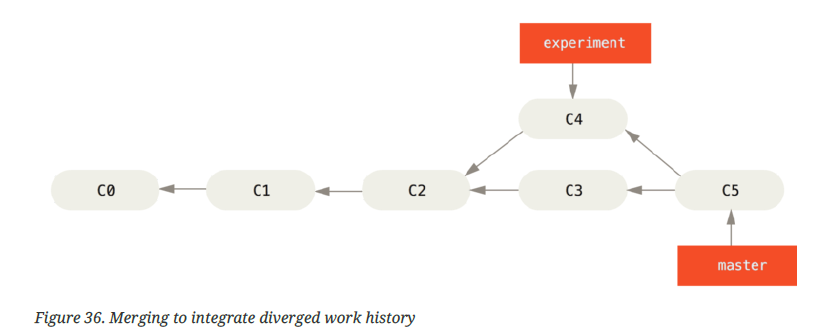 experiment
C4
C0 C1 C2 C3 C5
master
Figure 36. Merging to integrate diverged work history